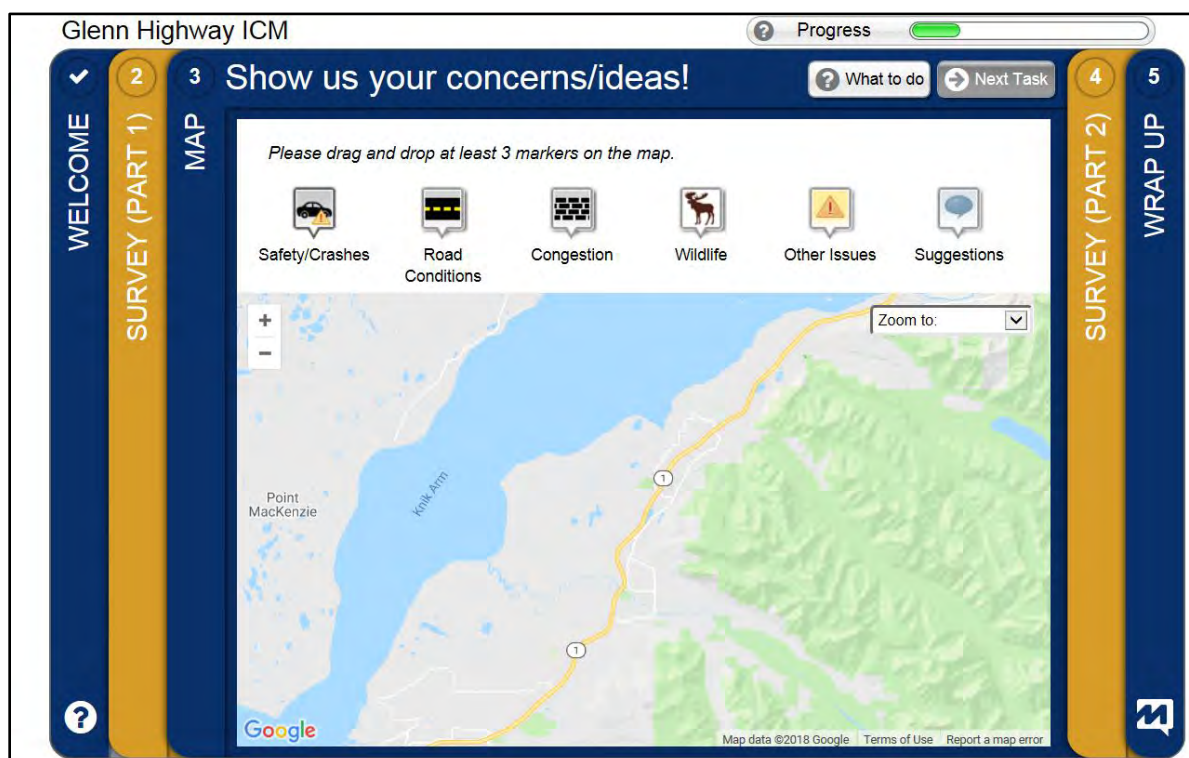 Glenn Highway ICM
Progress
WELCOME
2
SURVEY (PART 1)
3
MAP
Show us your concerns/ideas!
What to do
Next Task
Please drag and drop at least 3 markers on the map.
Safety/Crashes
Road
Conditions
Congestion
Wildlife
Other Issues
Suggestions
+
−
Zoom to:
Knik Arm
Point
MacKenzie
1
1
Google
Map data ©2018 Google
Terms of Use
Report a map error
4
SURVEY (PART 2)
5
WRAP UP